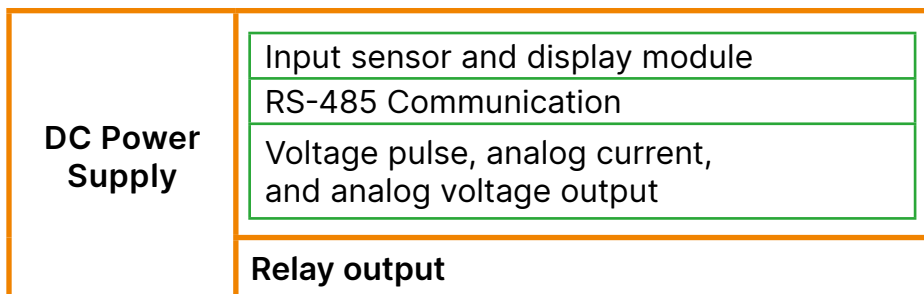 DC Power
Supply
Input sensor and display module
RS-485 Communication
Voltage pulse, analog current,
and analog voltage output
Relay output